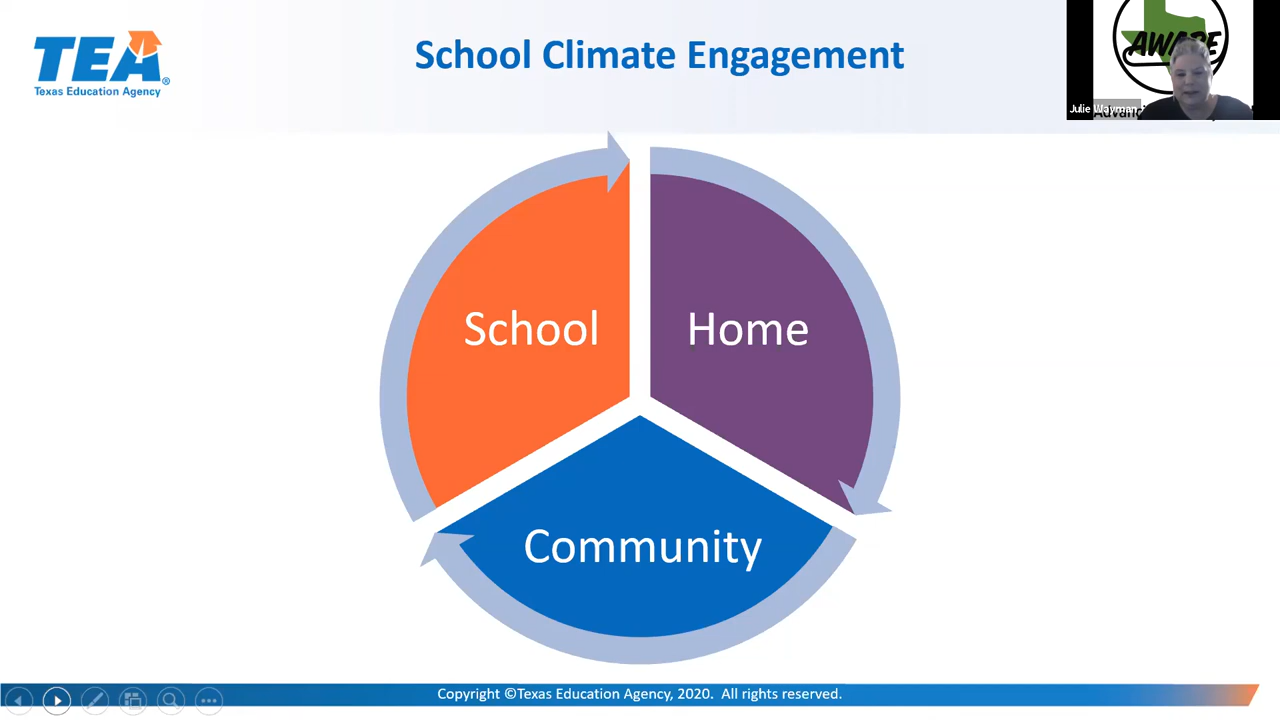 TEA®
Texas Education Agency
School Climate Engagement
AWARE
Julie Wayman
School
Home
Community
Copyright ©Texas Education Agency, 2020.  All rights reserved.